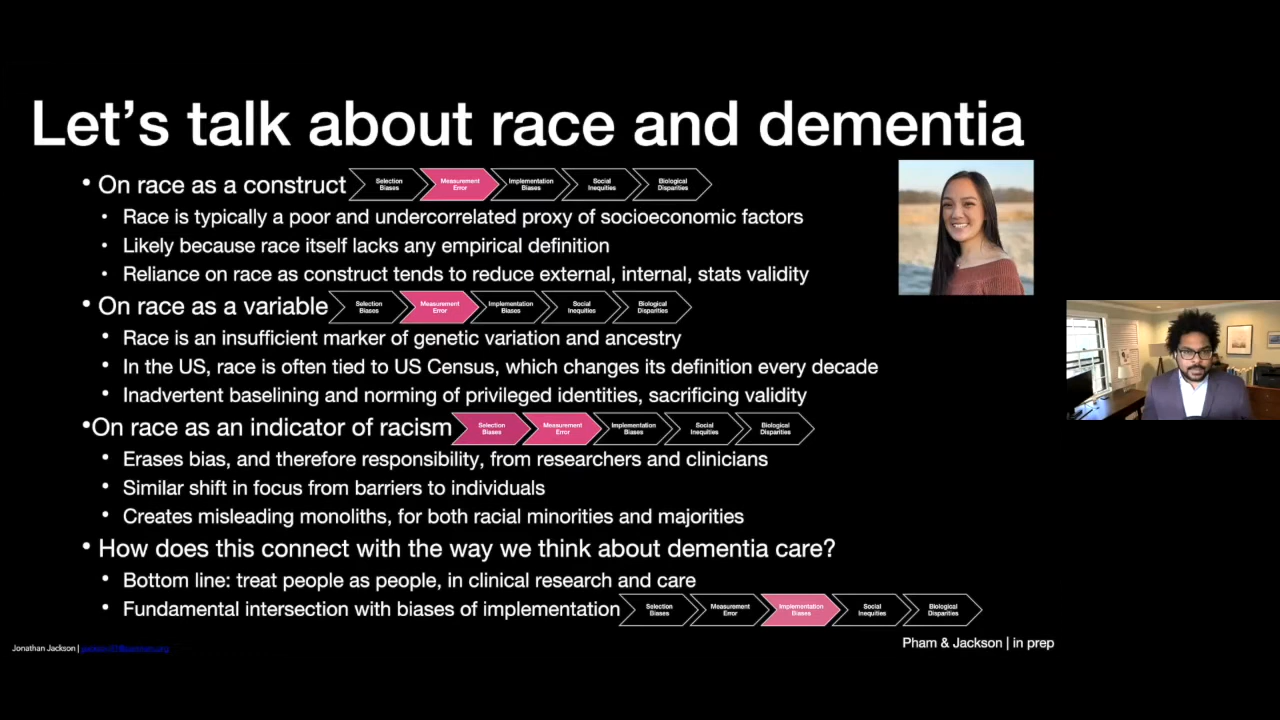 Let's talk about race and dementia
• On race as a construct
Selection Biases
Measurement Error
Implementation Biases
Social Inequities
Biological Disparities
• Race is typically a poor and undercorrelated proxy of socioeconomic factors
• Likely because race itself lacks any empirical definition
• Reliance on race as construct tends to reduce external, internal, stats validity
• On race as a variable
Selection Biases
Measurement Error
Implementation Biases
Social Inequities
Biological Disparities
• Race is an insufficient marker of genetic variation and ancestry
• In the US, race is often tied to US Census, which changes its definition every decade
• Inadvertent baselining and norming of privileged identities, sacrificing validity
•On race as an indicator of racism
Selection Biases
Measurement Error
Implementation Biases
Social Inequities
Biological Disparities
• Erases bias, and therefore responsibility, from researchers and clinicians
• Similar shift in focus from barriers to individuals
• Creates misleading monoliths, for both racial minorities and majorities
• How does this connect with the way we think about dementia care?
• Bottom line: treat people as people, in clinical research and care
• Fundamental intersection with biases of implementation
Selection Biases
Measurement Error
Implementation Biases
Social Inequities
Biological Disparities
Jonathan Jackson |
Pham & Jackson | in prep